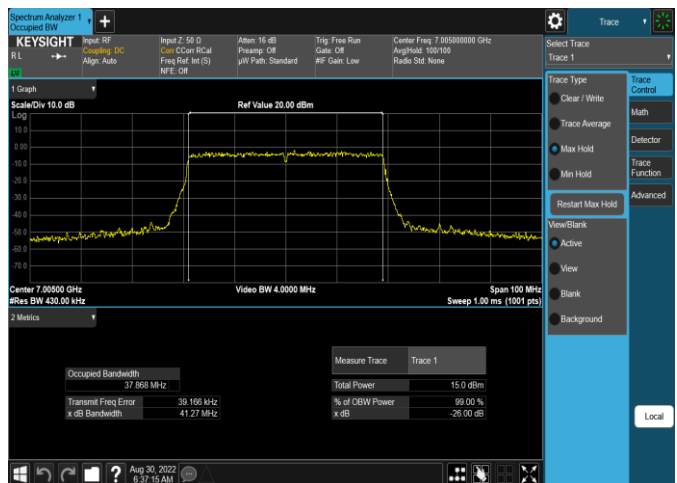 Spectrum Analyzer 1
Occupied BW
KEYSIGHT
R L
Input: RF
Coupling: DC
Align: Auto
Input Z: 50 Ω
Corr CCorr RCal
Freq Ref: Int (S)
NFE: Off
Atten: 16 dB
Preamp: Off
µW Path: Standard
Trig: Free Run
Gate: Off
#IF Gain: Low
Center Freq: 7.005000000 GHz
Avg|Hold: 100/100
Radio Std: None
1 Graph
Scale/Div 10.0 dB
Ref Value 20.00 dBm
Log
10.0
0.00
-10.0
-20.0
-30.0
-40.0
-50.0
-60.0
-70.0
Center 7.00500 GHz
Video BW 4.0000 MHz
Span 100 MHz
#Res BW 430.00 kHz
Sweep 1.00 ms (1001 pts)
2 Metrics
Measure Trace Trace 1
Occupied Bandwidth
37.868 MHz
Total Power 15.0 dBm
Transmit Freq Error 39.166 kHz
% of OBW Power 99.00 %
x dB Bandwidth 41.27 MHz
x dB -26.00 dB
Aug 30, 2022
6:37:15 AM
Trace
Select Trace
Trace 1
Trace Type
Clear / Write
Trace Average
Max Hold
Min Hold
Restart Max Hold
View/Blank
Active
View
Blank
Background
Trace
Control
Math
Detector
Trace
Function
Advanced
Local